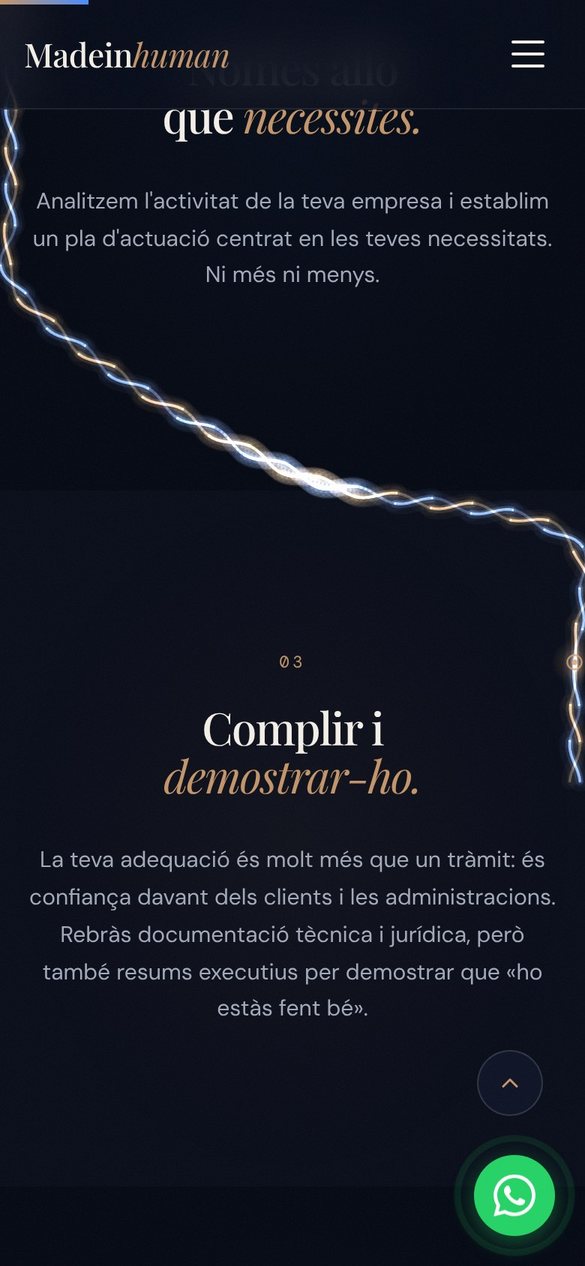 Madeinhuman
Només allò
que necessites.
Analitzem l'activitat de la teva empresa i establim
un pla d'actuació centrat en les teves necessitats.
Ni més ni menys.
03
Complir i
demostrar-ho.
La teva adequació és molt més que un tràmit: és
confiança davant dels clients i les administracions.
Rebràs documentació tècnica i jurídica, però
també resums executius per demostrar que «ho
estàs fent bé».